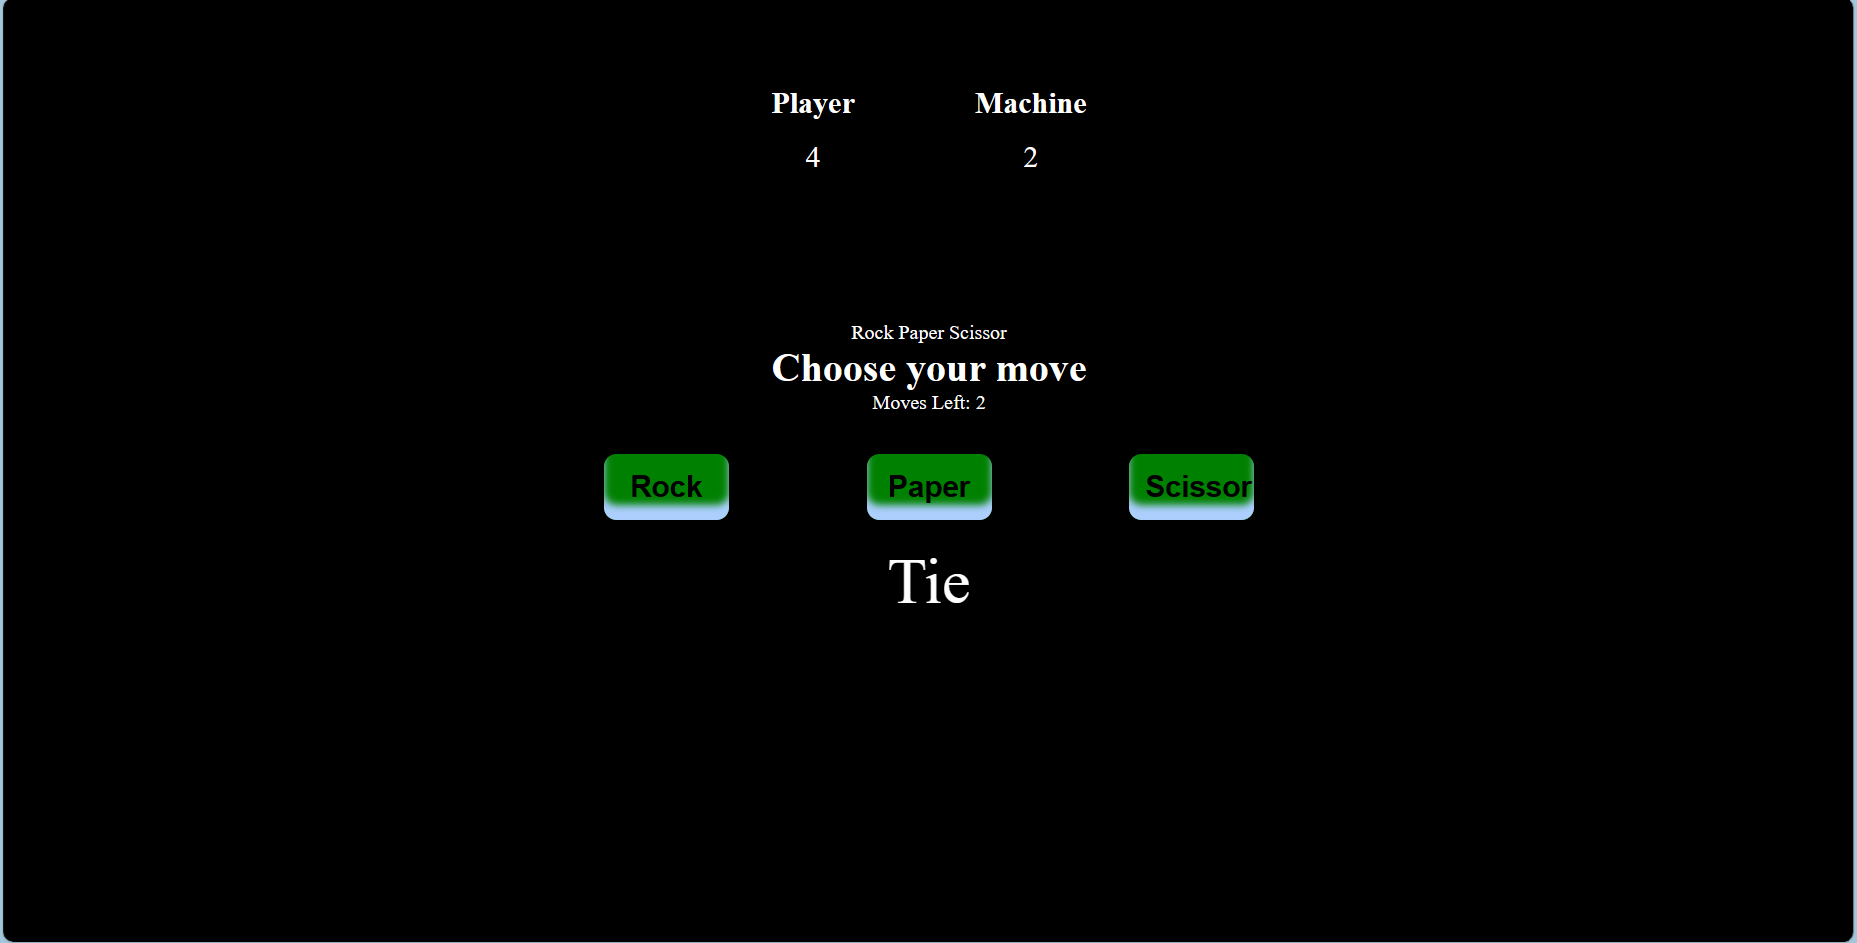 Player Machine
4 2
Rock Paper Scissor
Choose your move
Moves Left: 2
Rock Paper Scissor
Tie